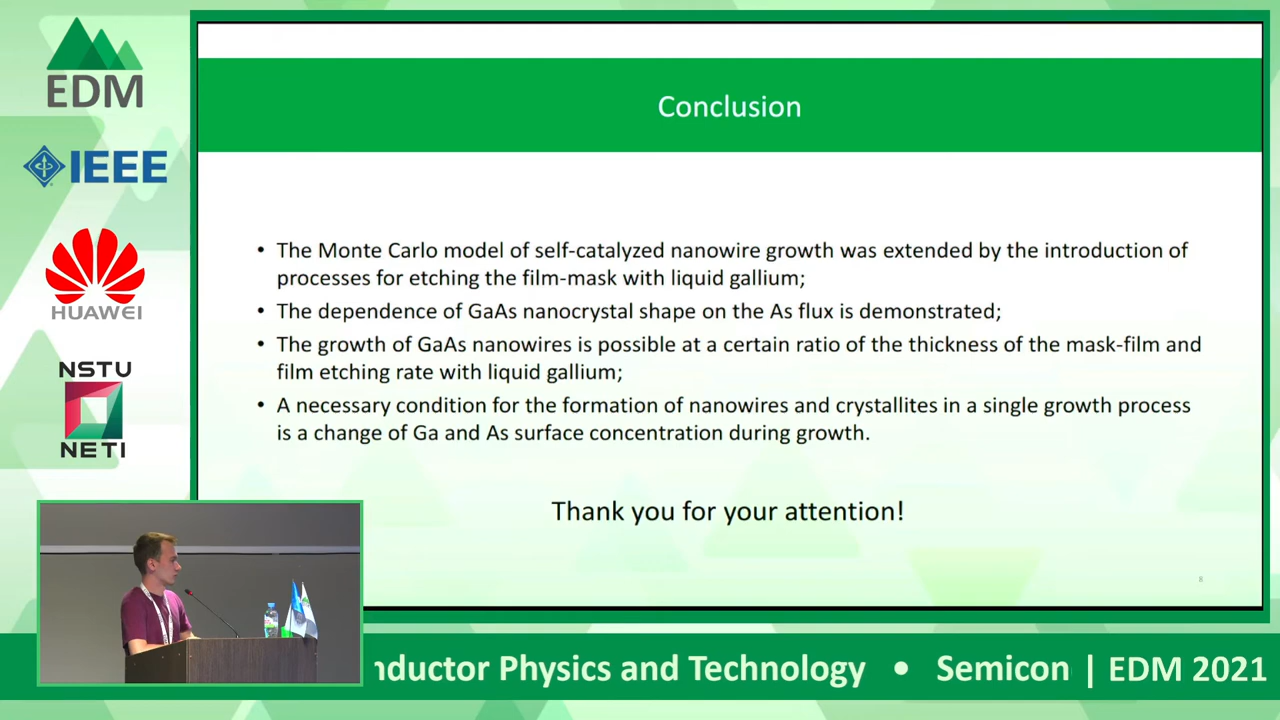 EDM
IEEE
HUAWEI
NSTU
NETI
Conclusion
• The Monte Carlo model of self-catalyzed nanowire growth was extended by the introduction of
processes for etching the film-mask with liquid gallium;
• The dependence of GaAs nanocrystal shape on the As flux is demonstrated;
• The growth of GaAs nanowires is possible at a certain ratio of the thickness of the mask-film and
film etching rate with liquid gallium;
• A necessary condition for the formation of nanowires and crystallites in a single growth process
is a change of Ga and As surface concentration during growth.
Thank you for your attention!
8
nductor Physics and Technology • Semicon | EDM 2021